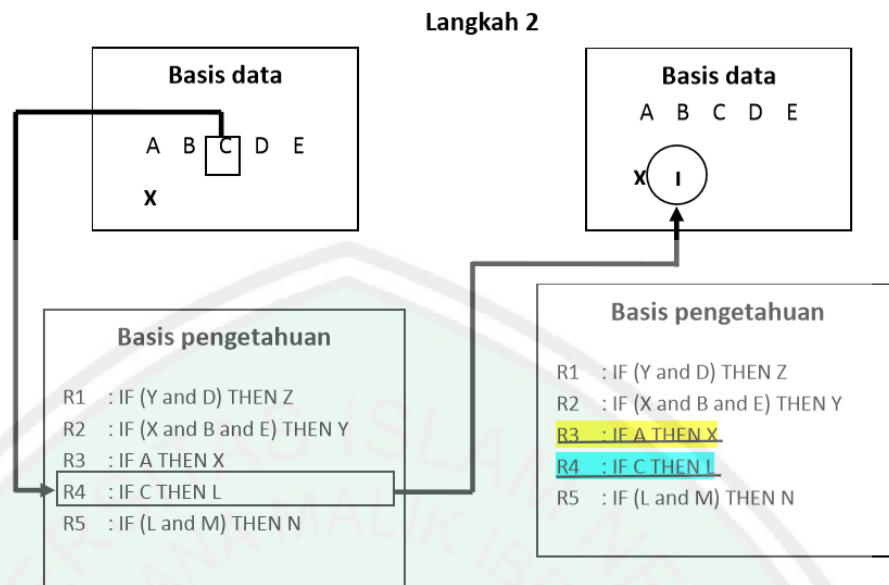 Langkah 2
Basis data
A B C D E
X
Basis pengetahuan
R1 : IF (Y and D) THEN Z
R2 : IF (X and B and E) THEN Y
R3 : IF A THEN X
R4 : IF C THEN L
R5 : IF (L and M) THEN N
Basis data
A B C D E
X I
Basis pengetahuan
R1 : IF (Y and D) THEN Z
R2 : IF (X and B and E) THEN Y
R3 : IF A THEN X
R4 : IF C THEN L
R5 : IF (L and M) THEN N